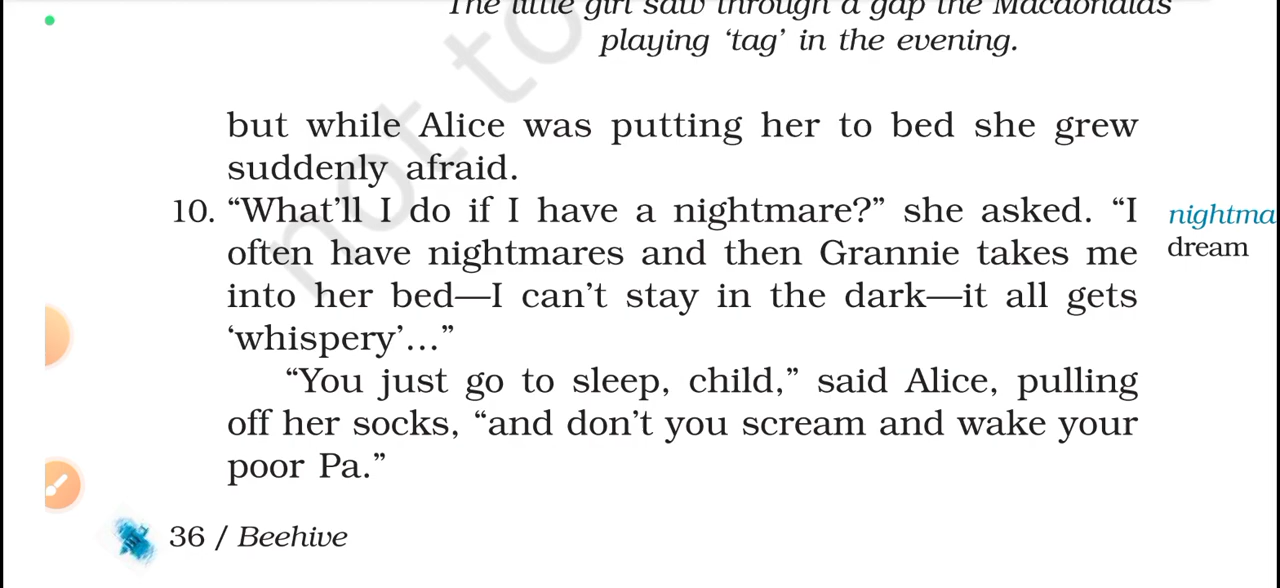 The little girl saw through a gap the Macdonalds
playing ‘tag’ in the evening.
but while Alice was putting her to bed she grew
suddenly afraid.
10. “What’ll I do if I have a nightmare?” she asked. “I
often have nightmares and then Grannie takes me
into her bed—I can’t stay in the dark—it all gets
‘whispery’...”
“You just go to sleep, child,” said Alice, pulling
off her socks, “and don’t you scream and wake your
poor Pa.”
nightma
dream
36 / Beehive
not to